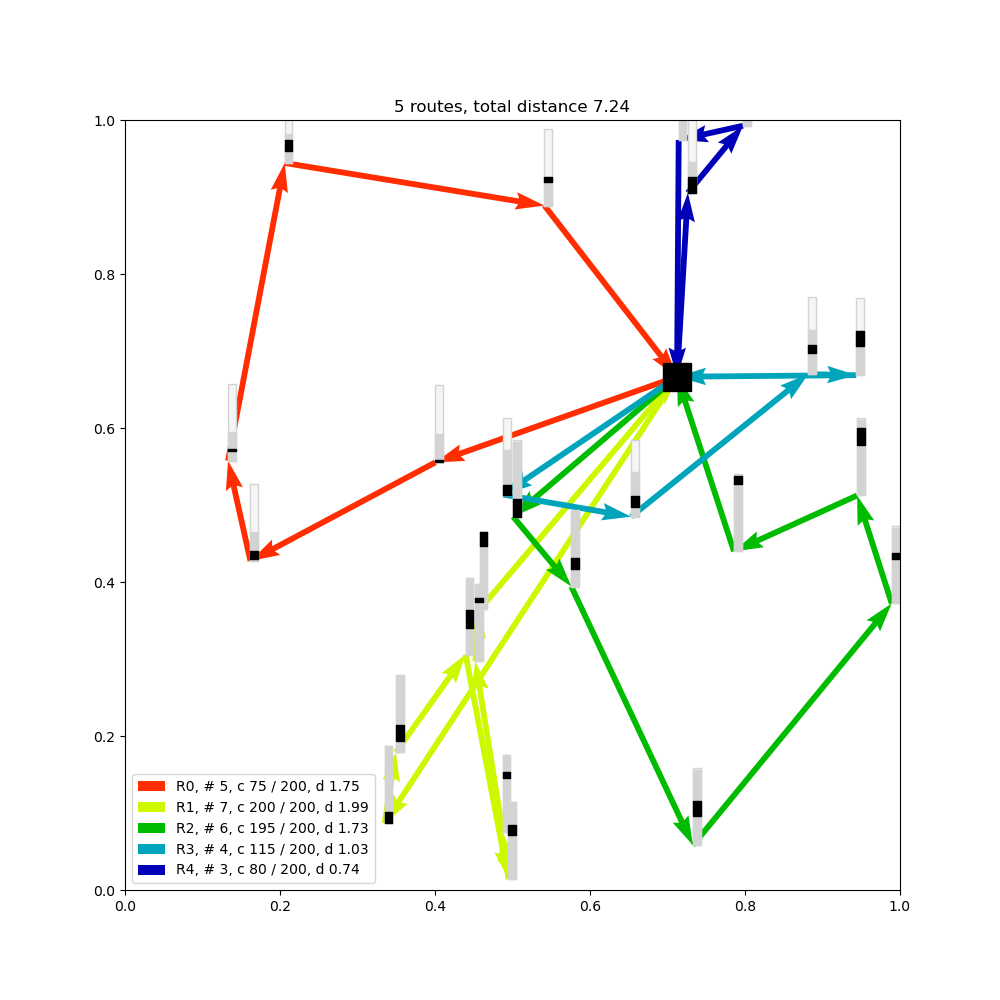 5 routes, total distance 7.24
1.0
0.8
0.6
0.4
0.2
0.0
R0, # 5, c 75 / 200, d 1.75
R1, # 7, c 200 / 200, d 1.99
R2, # 6, c 195 / 200, d 1.73
R3, # 4, c 115 / 200, d 1.03
R4, # 3, c 80 / 200, d 0.74
0.0 0.2 0.4 0.6 0.8 1.0